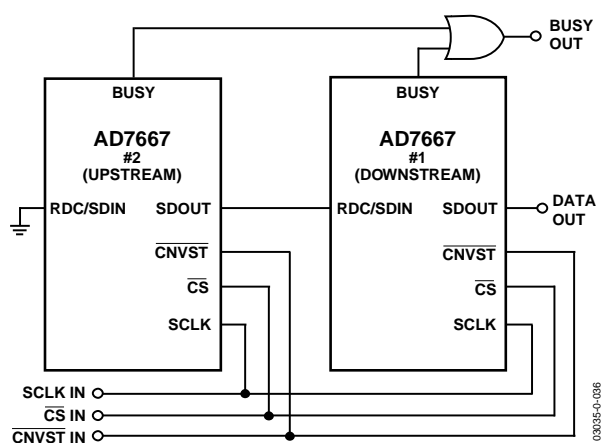 BUSY
OUT
BUSY
AD7667
#2
(UPSTREAM)
RDC/SDIN SDOUT
CNVST
CS
SCLK
BUSY
AD7667
#1
(DOWNSTREAM)
RDC/SDIN SDOUT
CNVST
CS
SCLK
DATA
OUT
SCLK IN
CS IN
CNVST IN
03035-0-036